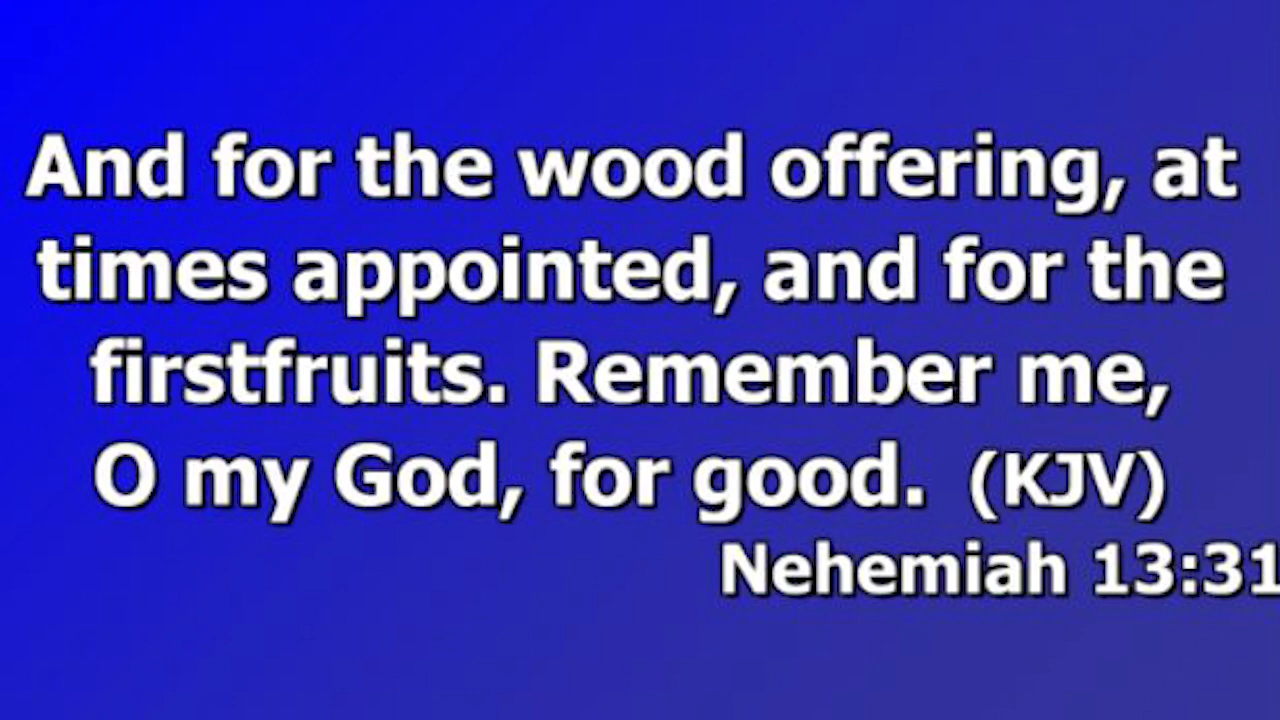 And for the wood offering, at
times appointed, and for the
firstfruits. Remember me,
O my God, for good. (KJV)
Nehemiah 13:31